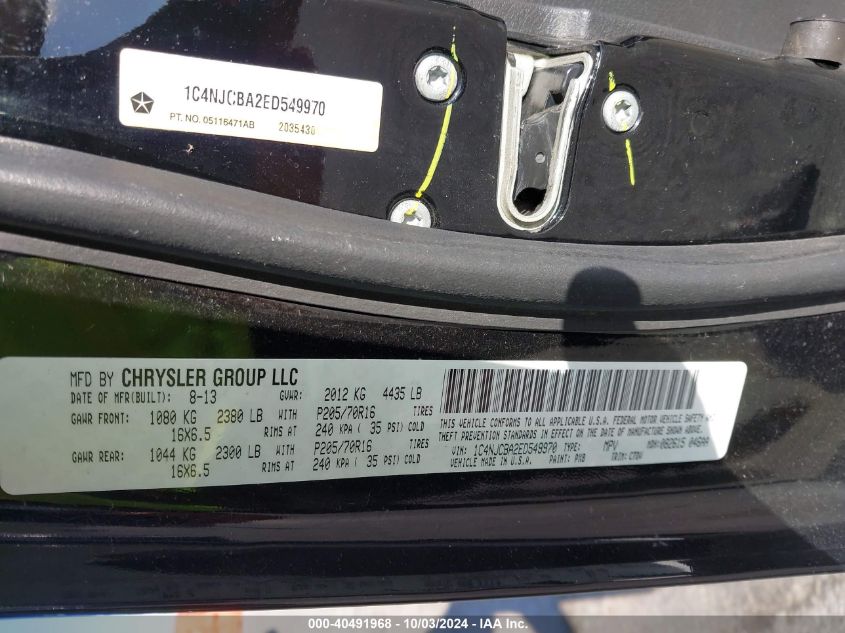 1C4NJCBA2ED549970
PT. NO. 05116471AB 2035430
MFD BY CHRYSLER GROUP LLC
DATE OF MFR(BUILT): 8-13 GVWR: 2012 KG 4435 LB
GAWR FRONT: 1080 KG 2380 LB WITH P205/70R16 TIRES
16X6.5 RIMS AT 240 KPA ( 35 PSI) COLD
GAWR REAR: 1044 KG 2300 LB WITH P205/70R16 TIRES
16X6.5 RIMS AT 240 KPA ( 35 PSI) COLD
THIS VEHICLE CONFORMS TO ALL APPLICABLE U.S.A. FEDERAL MOTOR VEHICLE SAFETY
THEFT PREVENTION STANDARDS IN EFFECT ON THE DATE OF MANUFACTURE SHOWN ABOVE.
VIN: 1C4NJCBA2ED549970 TYPE: MPV MDH:082615 046AA
VEHICLE MADE IN U.S.A. PAINT: PXB TRIM: C7DV
000-40491968 - 10/03/2024 - IAA Inc.